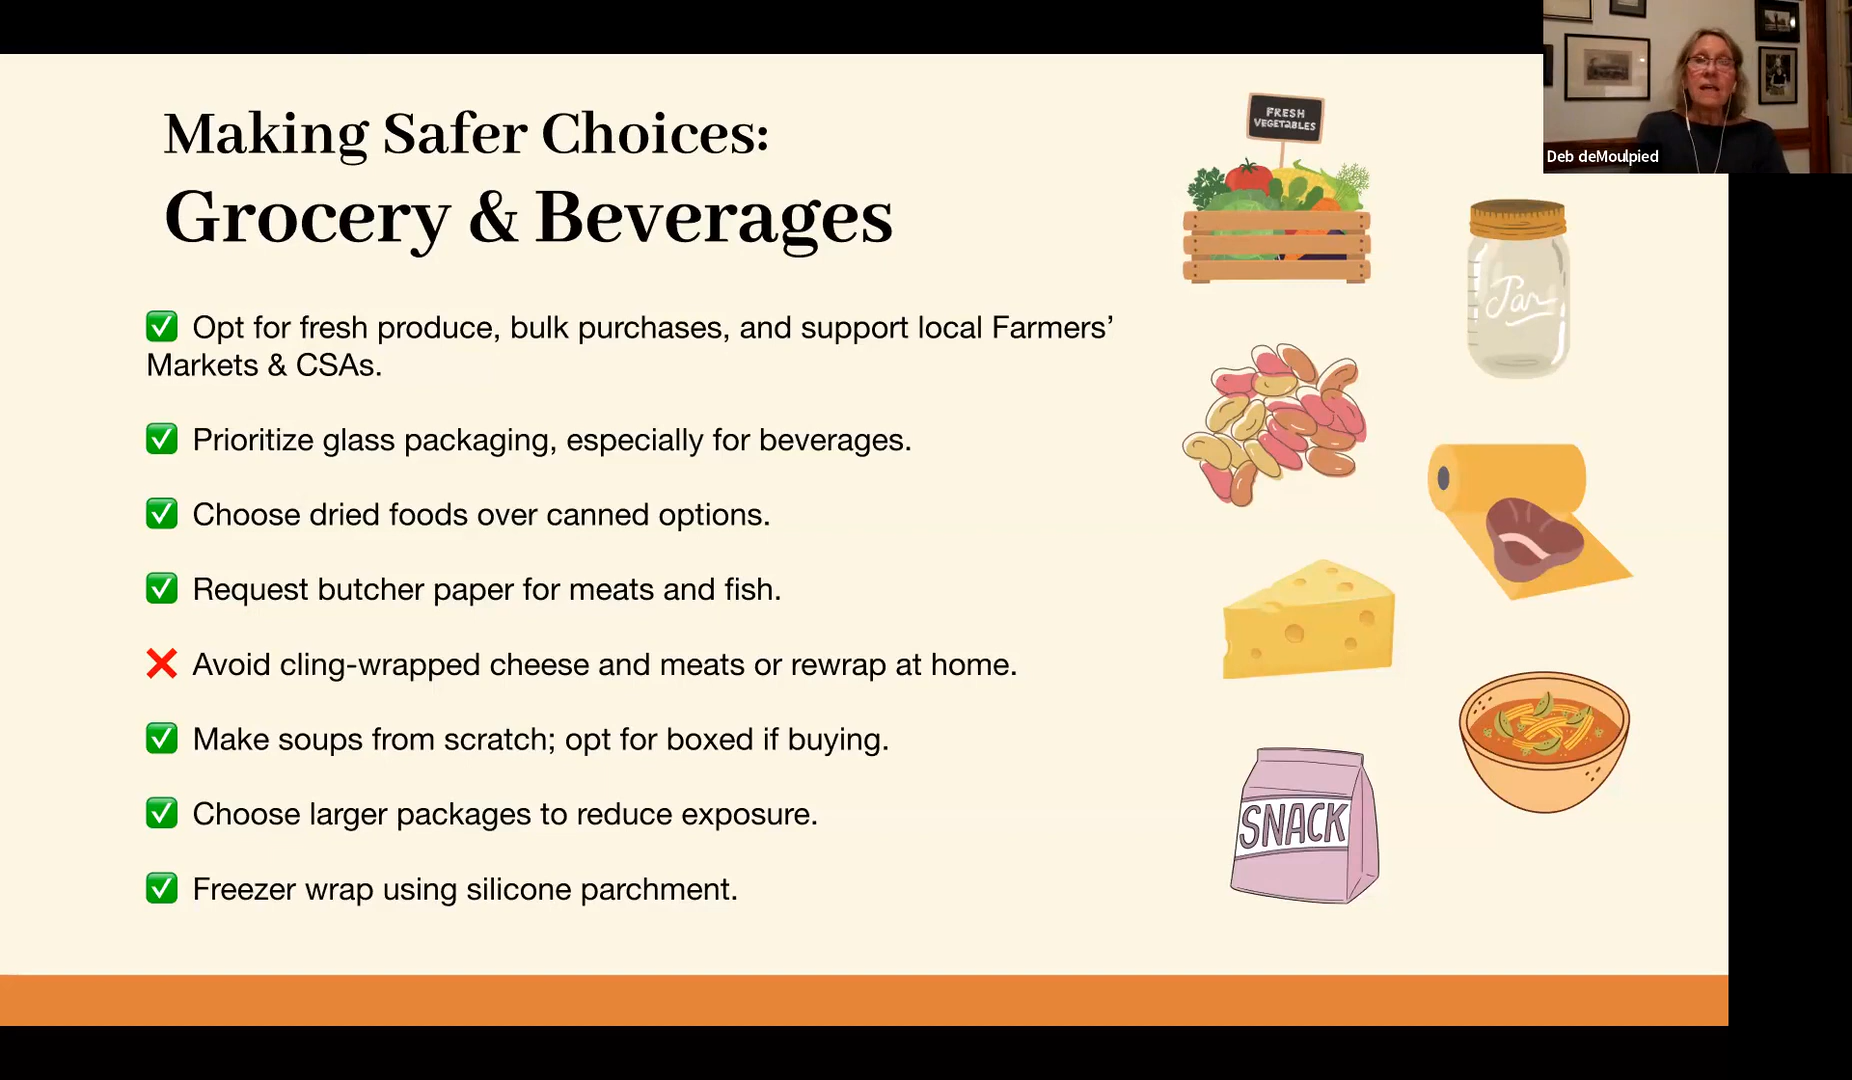 Making Safer Choices:
Grocery & Beverages
✅ Opt for fresh produce, bulk purchases, and support local Farmers’
Markets & CSAs.
✅ Prioritize glass packaging, especially for beverages.
✅ Choose dried foods over canned options.
✅ Request butcher paper for meats and fish.
❌ Avoid cling-wrapped cheese and meats or rewrap at home.
✅ Make soups from scratch; opt for boxed if buying.
✅ Choose larger packages to reduce exposure.
✅ Freezer wrap using silicone parchment.
FRESH
VEGETABLES
Jar
SNACK
Deb deMoulpied